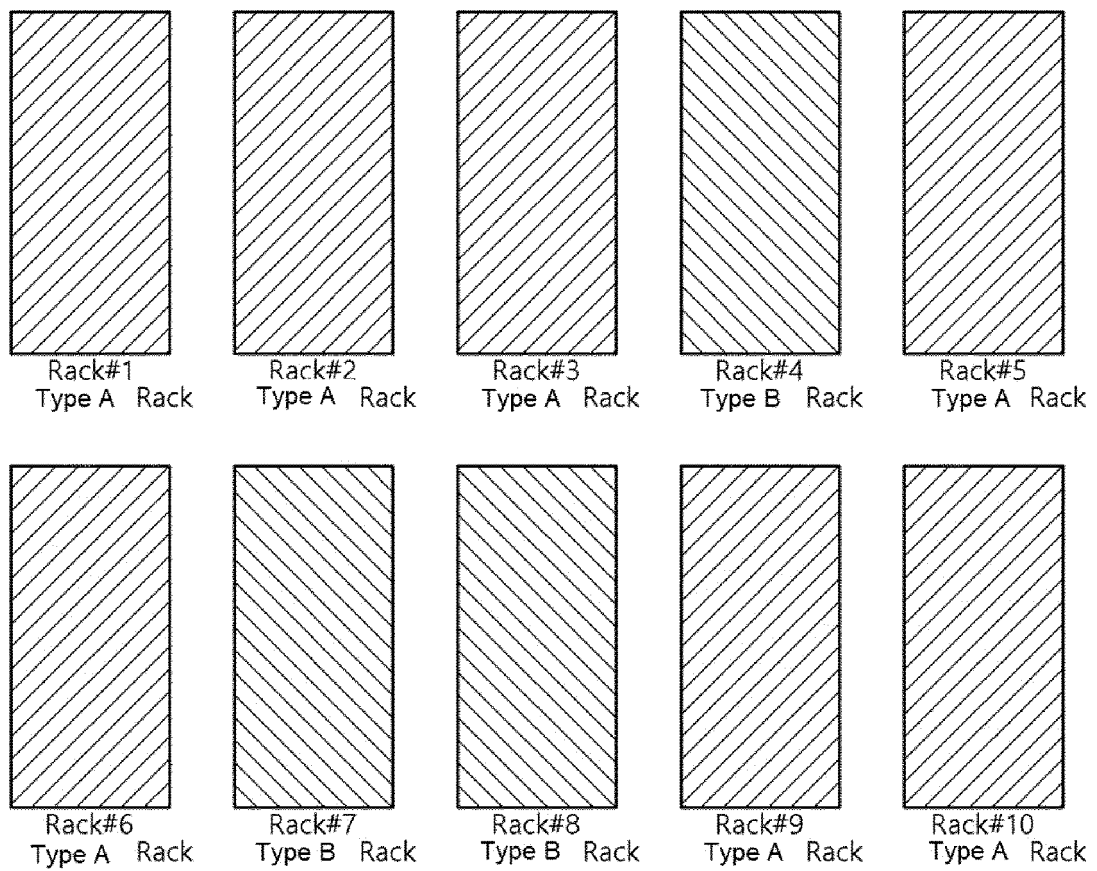 Rack#1 Rack#2 Rack#3 Rack#4 Rack#5
Type A Rack Type A Rack Type A Rack Type B Rack Type A Rack
Rack#6 Rack#7 Rack#8 Rack#9 Rack#10
Type A Rack Type B Rack Type B Rack Type A Rack Type A Rack